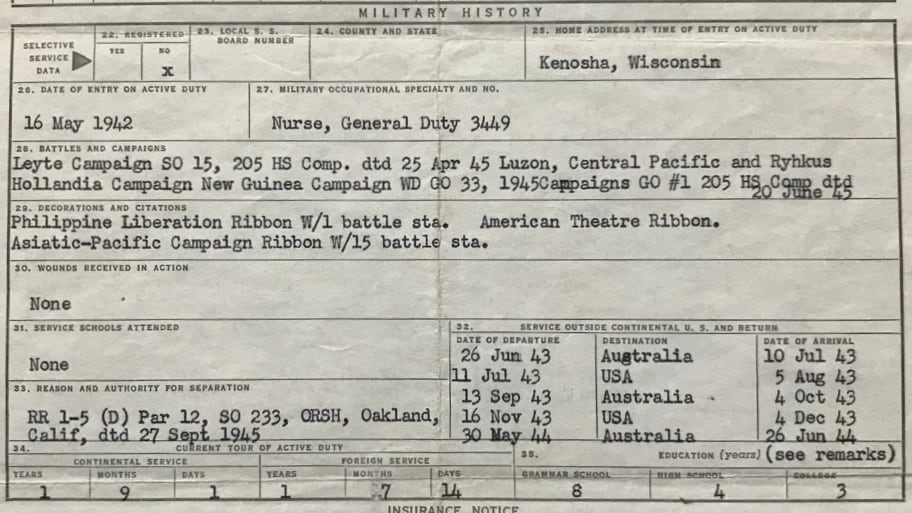 MILITARY HISTORY
SELECTIVE SERVICE DATA
22. REGISTERED
YES NO
X
23. LOCAL S. S. BOARD NUMBER
24. COUNTY AND STATE
25. HOME ADDRESS AT TIME OF ENTRY ON ACTIVE DUTY
Kenosha, Wisconsin
26. DATE OF ENTRY ON ACTIVE DUTY
16 May 1942
27. MILITARY OCCUPATIONAL SPECIALTY AND NO.
Nurse, General Duty 3449
28. BATTLES AND CAMPAIGNS
Leyte Campaign SO 15, 205 HS Comp. dtd 25 Apr 45 Luzon, Central Pacific and Ryhkus
Hollandia Campaign New Guinea Campaign WD GO 33, 1945Campaigns GO #1 205 HS Comp dtd
20 June 45
29. DECORATIONS AND CITATIONS
Philippine Liberation Ribbon W/1 battle sta. American Theatre Ribbon.
Asiatic-Pacific Campaign Ribbon W/15 battle sta.
30. WOUNDS RECEIVED IN ACTION
None
31. SERVICE SCHOOLS ATTENDED
None
32. SERVICE OUTSIDE CONTINENTAL U. S. AND RETURN
DATE OF DEPARTURE DESTINATION DATE OF ARRIVAL
26 Jun 43 Australia 10 Jul 43
11 Jul 43 USA 5 Aug 43
13 Sep 43 Australia 4 Oct 43
16 Nov 43 USA 4 Dec 43
30 May 44 Australia 26 Jun 44
33. REASON AND AUTHORITY FOR SEPARATION
RR 1-5 (D) Par 12, SO 233, ORSH, Oakland,
Calif, dtd 27 Sept 1945
34. CURRENT TOUR OF ACTIVE DUTY
CONTINENTAL SERVICE FOREIGN SERVICE
YEARS MONTHS DAYS YEARS MONTHS DAYS
1 9 1 1 7 14
35. EDUCATION (years) (see remarks)
GRAMMAR SCHOOL HIGH SCHOOL COLLEGE
8 4 3
INSURANCE NOTICE